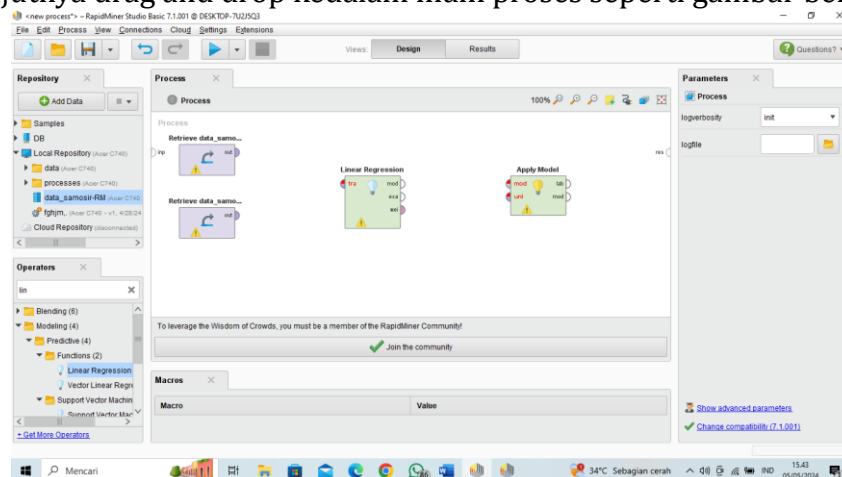 drag and drop kedalam main proses seperti gambar
<new process*> – RapidMiner Studio Basic 7.1.001 @ DESKTOP-7U2J5Q3
File Edit Process View Connections Cloud Settings Extensions
Views: Design Results Questions?
Repository
Add Data
Samples
DB
Local Repository (Acer C740)
data (Acer C740)
processes (Acer C740)
data_samosir-RM (Acer C740
fghjm,. (Acer C740 - v1, 4/28/24
Cloud Repository (disconnected)
Operators
lin
Blending (6)
Modeling (4)
Predictive (4)
Functions (2)
Linear Regression
Vector Linear Regre
Support Vector Machin
Support Vector Mac
+ Get More Operators
Process
Process 100%
Process
inp
res
Retrieve data_samo...
out
Retrieve data_samo...
out
Linear Regression
tra mod
exa
wei
Apply Model
mod lab
unl mod
To leverage the Wisdom of Crowds, you must be a member of the RapidMiner Community!
Join the community
Macros
Macro Value
Parameters
Process
logverbosity init
logfile
Show advanced parameters
Change compatibility (7.1.001)
Mencari
34°C Sebagian cerah
IND
15.43
05/05/2024